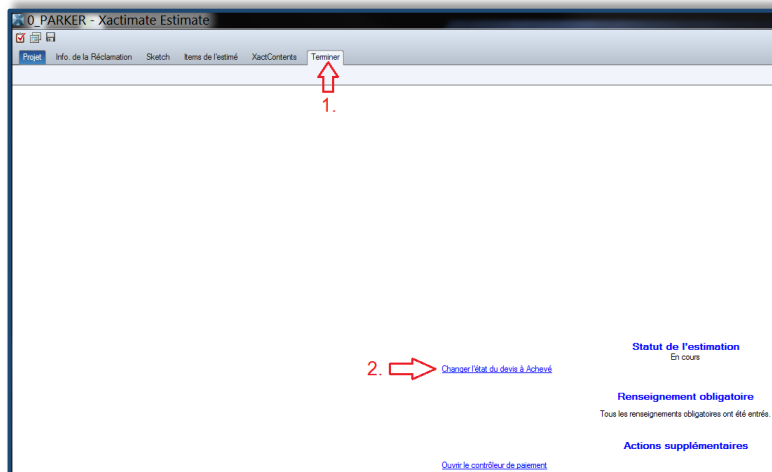 0_PARKER - Xactimate Estimate
Projet Info. de la Réclamation Sketch Items de l'estimé XactContents Terminer
1.
Statut de l'estimation
En cours
2. Changer l'état du devis à Achevé
Renseignement obligatoire
Tous les renseignements obligatoires ont été entrés.
Actions supplémentaires
Ouvrir le contrôleur de paiement